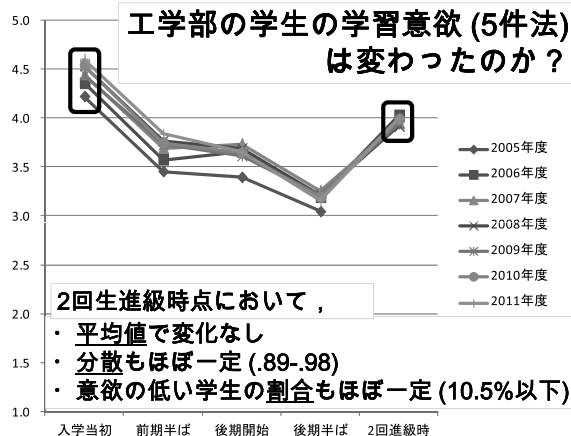 工学部の学生の学習意欲 (5件法)
は変わったのか？
5.0
4.5
4.0
3.5
3.0
2.5
2.0
1.5
1.0
2005年度
2006年度
2007年度
2008年度
2009年度
2010年度
2011年度
2回生進級時点において，
・ 平均値で変化なし
・ 分散もほぼ一定 (.89-.98)
・ 意欲の低い学生の割合もほぼ一定 (10.5%以下)
入学当初 前期半ば 後期開始 後期半ば 2回進級時